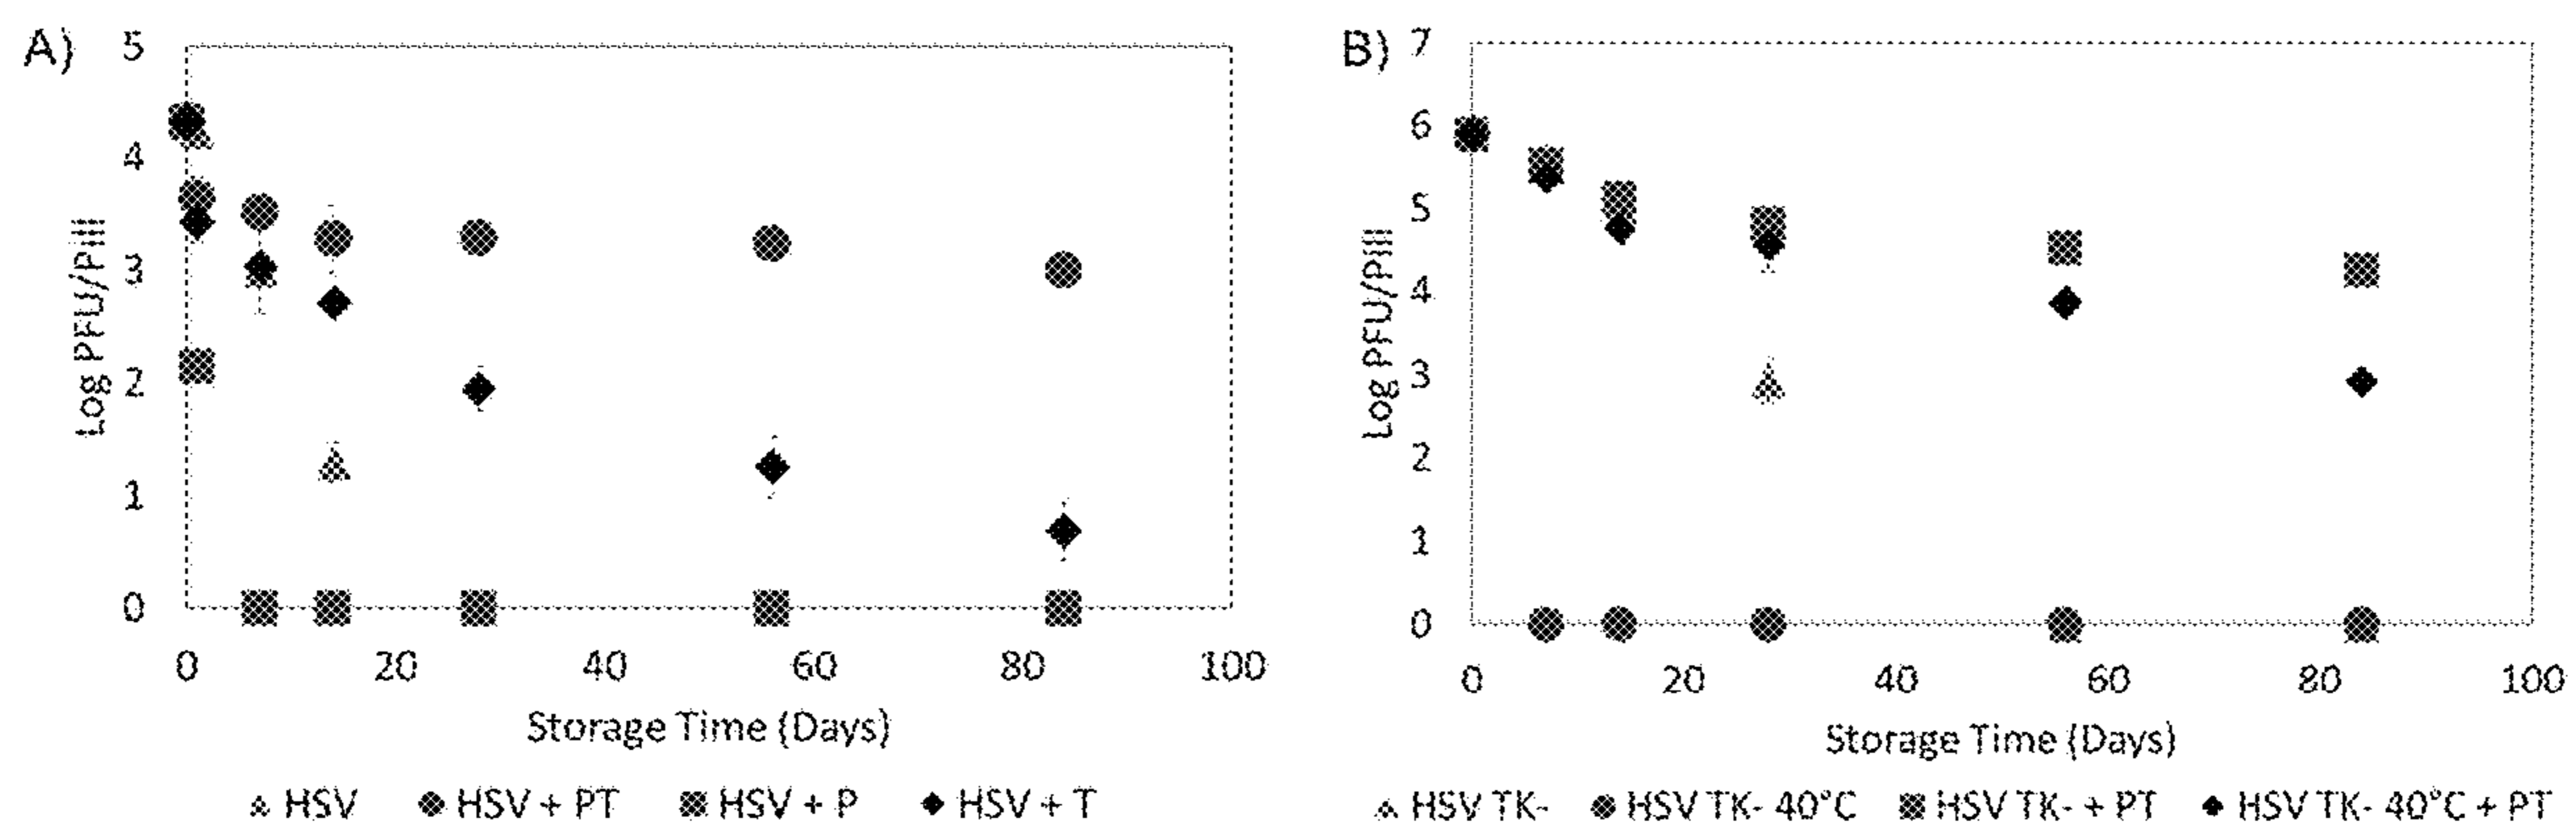 A)
5
4
3
2
1
0
Log PFU/Pill
0 20 40 60 80 100
Storage Time (Days)
HSV HSV + PT HSV + P HSV + T
B)
7
6
5
4
3
2
1
0
Log PFU/Pill
0 20 40 60 80 100
Storage Time (Days)
HSV TK- HSV TK- 40°C HSV TK- + PT HSV TK- 40°C + PT